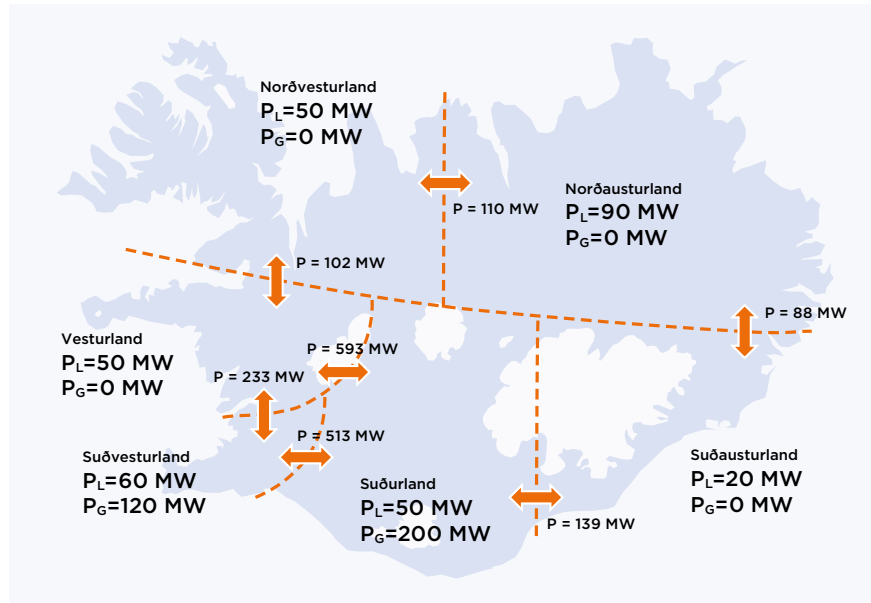 Norðvesturland
PL=50 MW
PG=0 MW
Norðausturland
PL=90 MW
PG=0 MW
P = 110 MW
P = 102 MW
P = 88 MW
Vesturland
PL=50 MW
PG=0 MW
P = 593 MW
P = 233 MW
P = 513 MW
Suðvesturland
PL=60 MW
PG=120 MW
Suðurland
PL=50 MW
PG=200 MW
P = 139 MW
Suðausturland
PL=20 MW
PG=0 MW